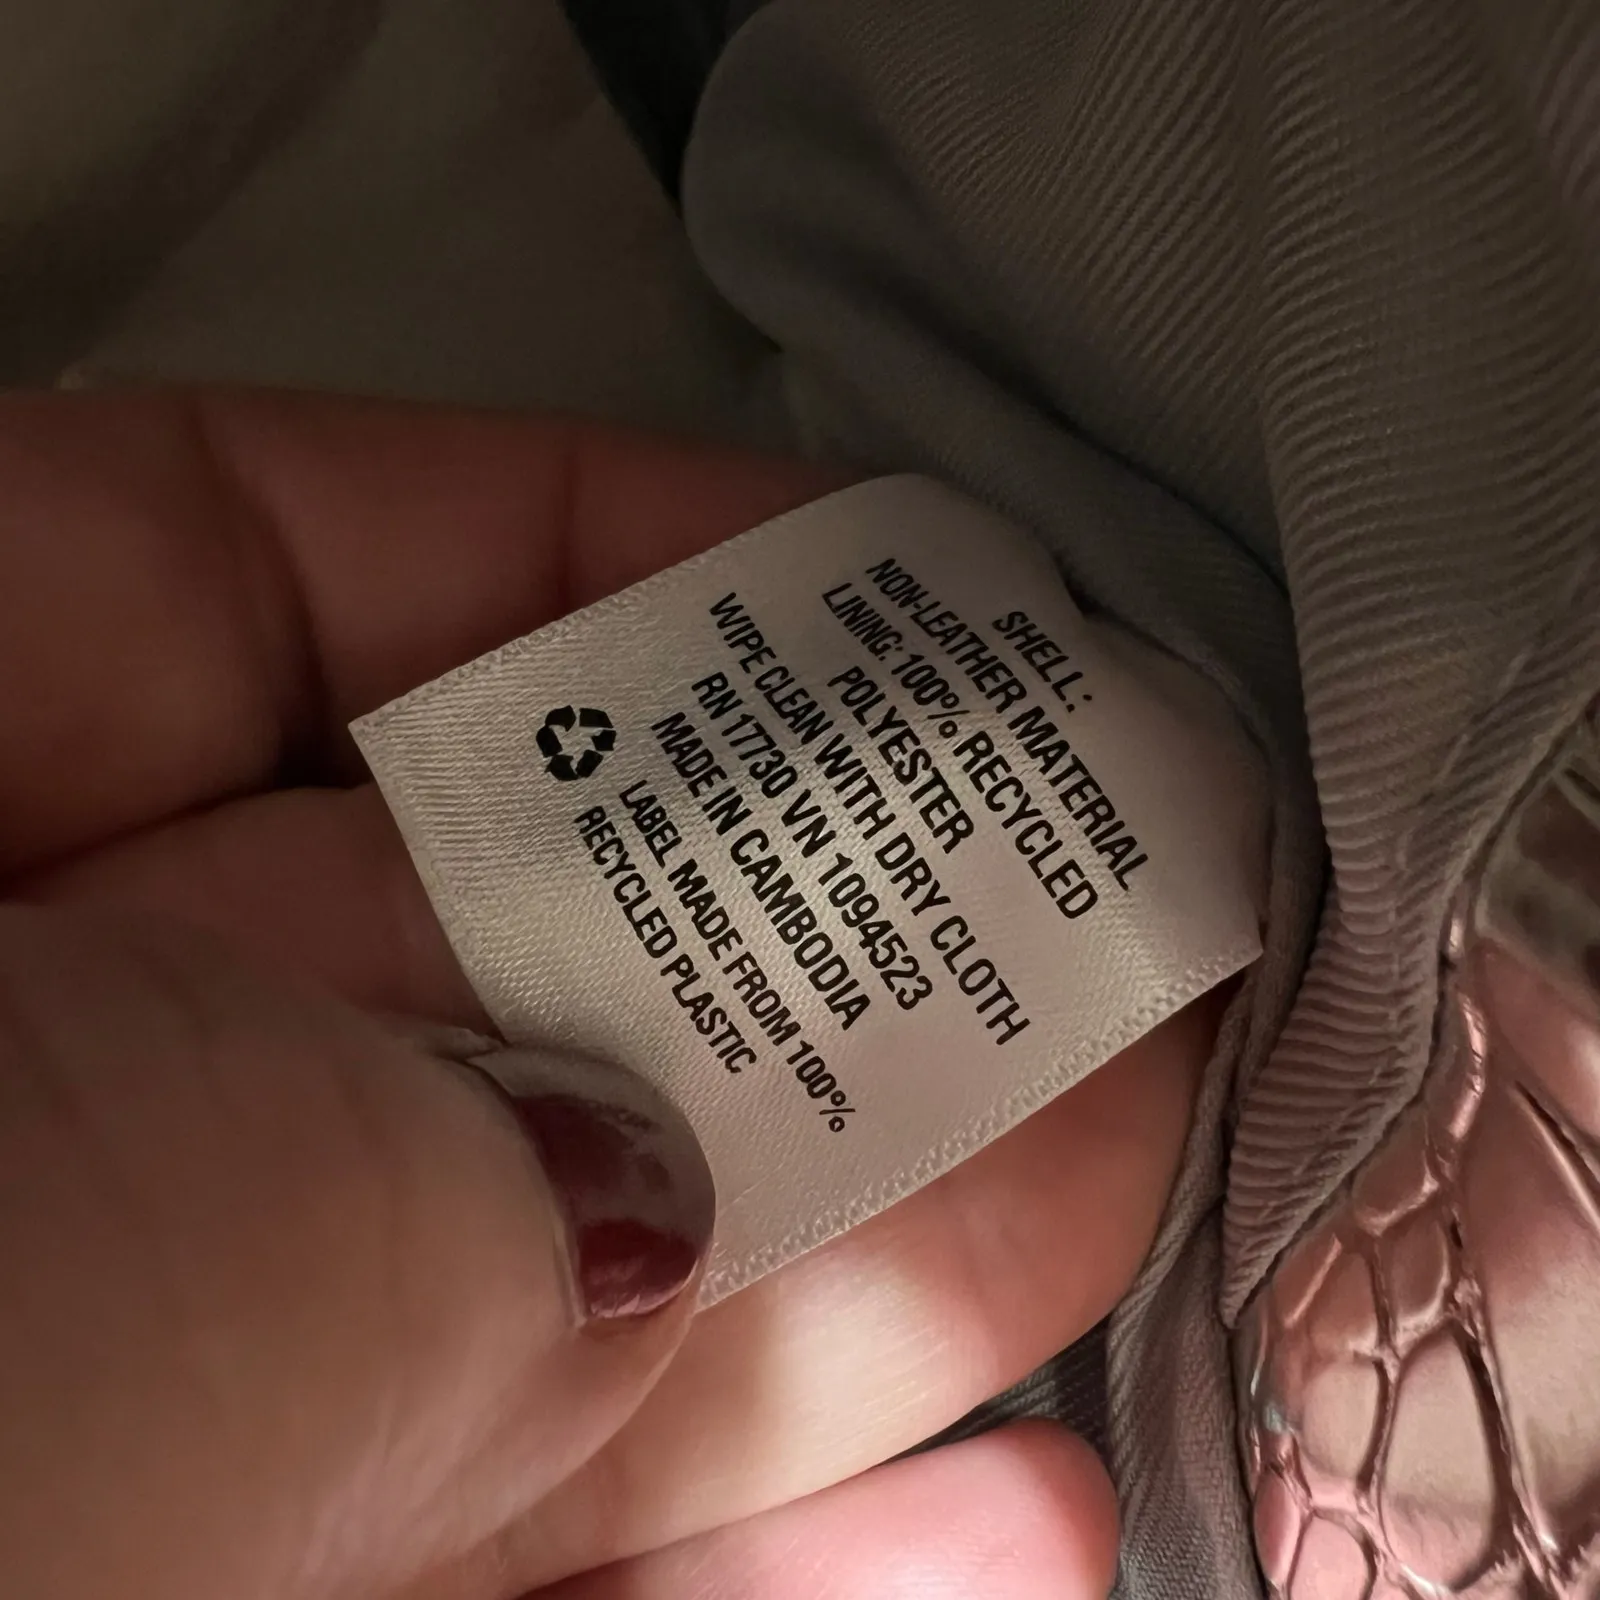 SHELL:
NON-LEATHER MATERIAL
LINING: 100% RECYCLED
POLYESTER
WIPE CLEAN WITH DRY CLOTH
RN 17730 VN 1094523
MADE IN CAMBODIA
LABEL MADE FROM 100%
RECYCLED PLASTIC